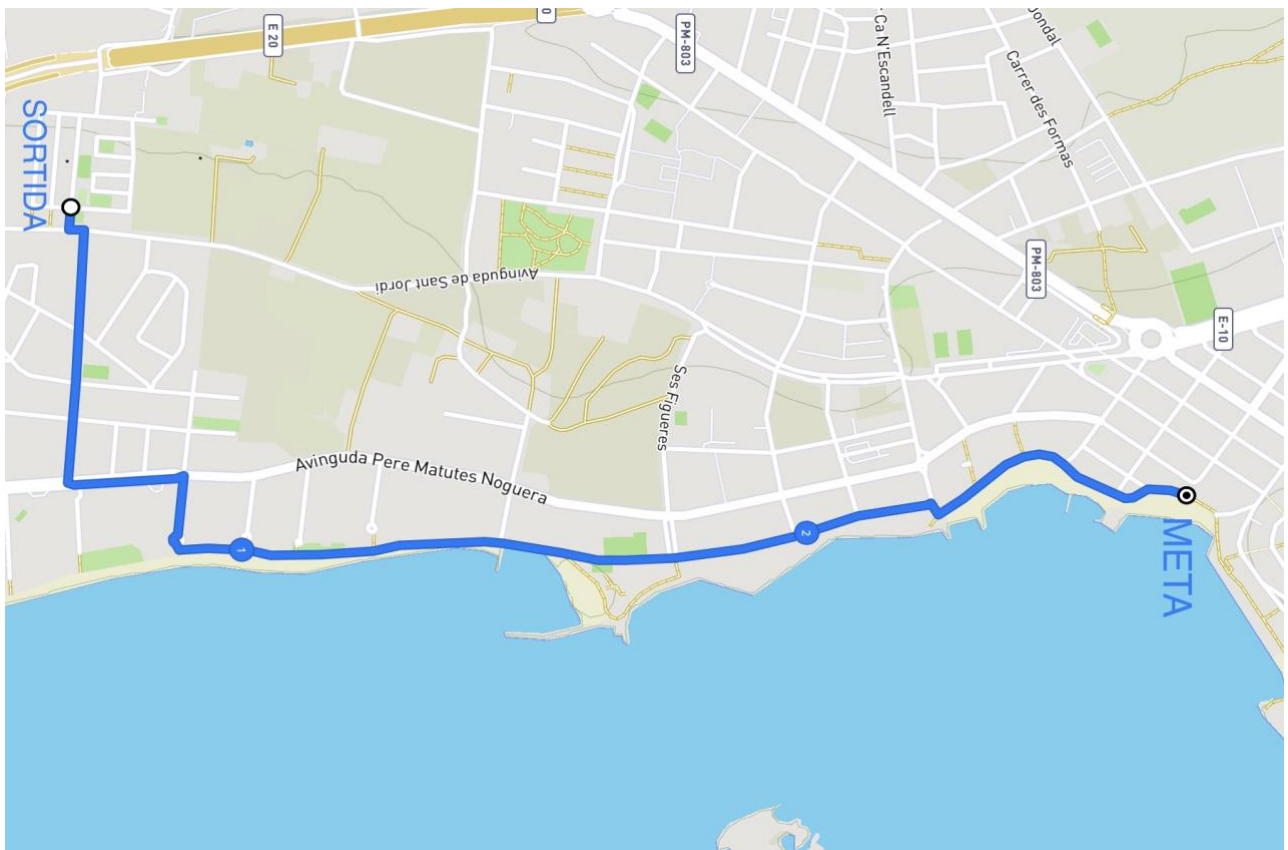 E 20
PM-803
Ca N'Escandell
Jondal
Carrer des Formas
SORTIDA
Avinguda de Sant Jordi
PM-803
E-10
Ses Figueres
Avinguda Pere Matutes Noguera
2
META
1